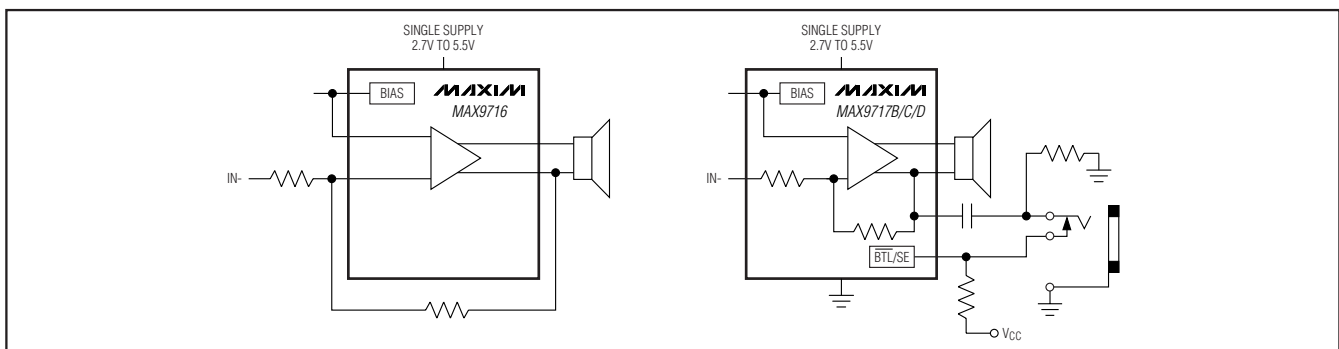 SINGLE SUPPLY
2.7V TO 5.5V
BIAS
MAXIM
MAX9716
IN-
SINGLE SUPPLY
2.7V TO 5.5V
BIAS
MAXIM
MAX9717B/C/D
IN-
BTL/SE
VCC